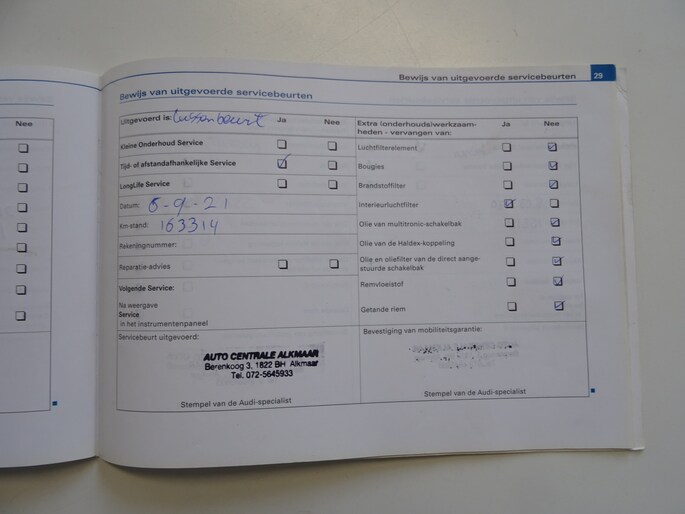 Bewijs van uitgevoerde servicebeurten 29
Nee
Bewijs van uitgevoerde servicebeurten
Uitgevoerd is: tussenbeurt Ja Nee
Kleine Onderhoud Service
Tijd- of afstandafhankelijke Service
LongLife Service
Datum: 6-9-21
Km-stand: 163314
Rekeningnummer:
Reparatie-advies
Volgende Service:
Na weergave
Service
in het instrumentenpaneel
Servicebeurt uitgevoerd:
AUTO CENTRALE ALKMAAR
Berenkoog 3, 1822 BH Alkmaar
Tel. 072-5645933
Stempel van de Audi-specialist
Extra (onderhouds)werkzaam-
heden - vervangen van: Ja Nee
Luchtfilterelement
Bougies
Brandstoffilter
Interieurluchtfilter
Olie van multitronic-schakelbak
Olie van de Haldex-koppeling
Olie en oliefilter van de direct aange-
stuurde schakelbak
Remvloeistof
Getande riem
Bevestiging van mobiliteitsgarantie:
Stempel van de Audi-specialist